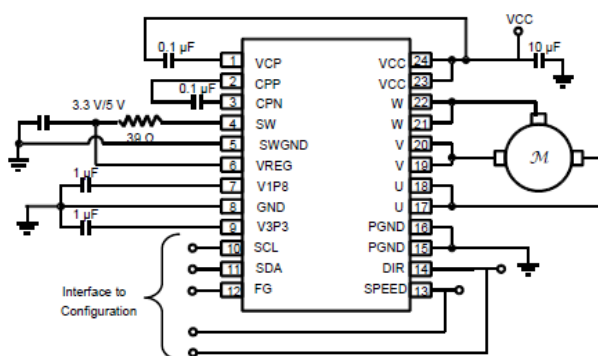 VCC
0.1 µF
10 µF
1 VCP VCC 24
2 CPP VCC 23
0.1 µF
3 CPN W 22
3.3 V/5 V
39 Ω
4 SW W 21
5 SWGND V 20
6 VREG V 19
M
1 µF
7 V1P8 U 18
8 GND U 17
1 µF
9 V3P3 PGND 16
10 SCL PGND 15
11 SDA DIR 14
12 FG SPEED 13
Interface to
Configuration